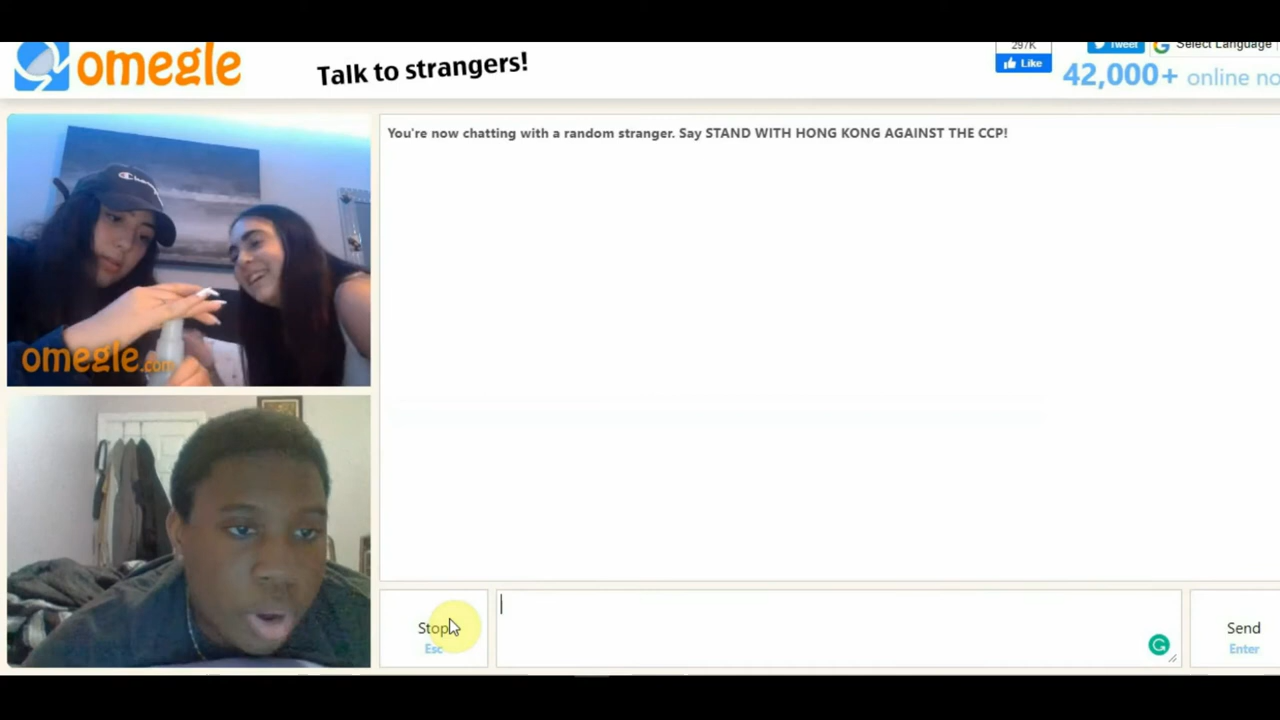 omegle
Talk to strangers!
297K
Like
Tweet
Select Language
42,000+ online no
You're now chatting with a random stranger. Say STAND WITH HONG KONG AGAINST THE CCP!
Champion
omegle.com
Stop
Esc
Send
Enter